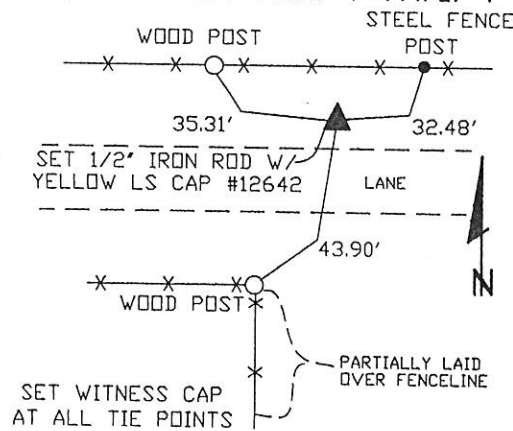 STEEL FENCE
POST
WOOD POST
35.31'
32.48'
SET 1/2" IRON ROD W/
YELLOW LS CAP #12642
LANE
43.90'
N
WOOD POST
PARTIALLY LAID
OVER FENCELINE
SET WITNESS CAP
AT ALL TIE POINTS